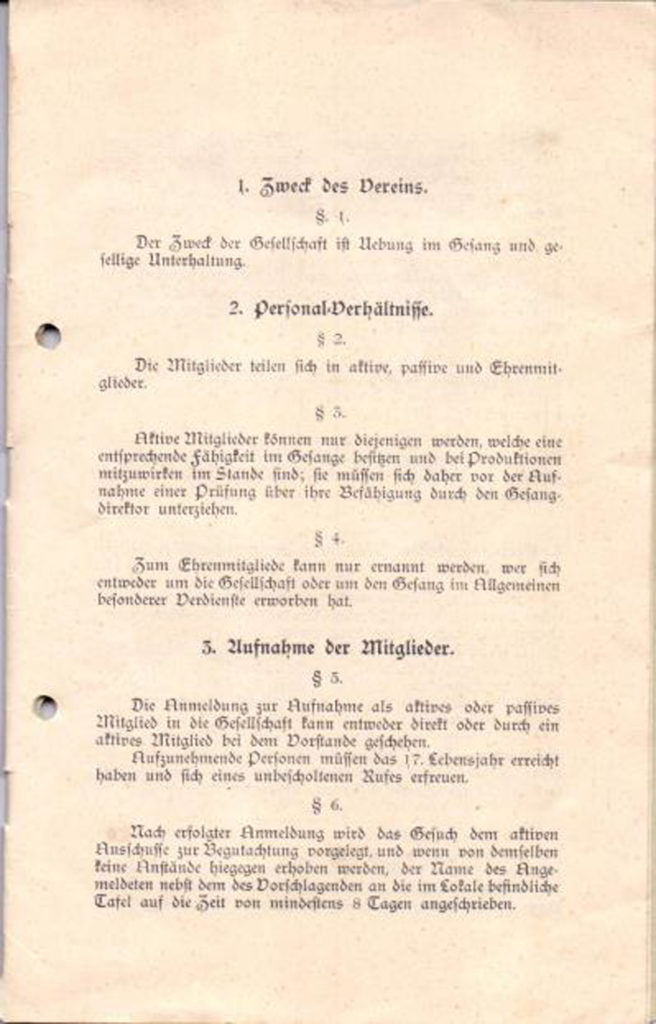 1. Zweck des Vereins.
§. 1.
Der Zweck der Gesellschaft ist Uebung im Gesang und ge-
sellige Unterhaltung.
2. Personal-Verhältnisse.
§ 2.
Die Mitglieder teilen sich in aktive, passive und Ehrenmit-
glieder.
§ 3.
Aktive Mitglieder können nur diejenigen werden, welche eine
entsprechende Fähigkeit im Gesange besitzen und bei Produktionen
mitzuwirken im Stande sind; sie müssen sich daher vor der Auf-
nahme einer Prüfung über ihre Befähigung durch den Gesang-
direktor unterziehen.
§ 4.
Zum Ehrenmitgliede kann nur ernannt werden, wer sich
entweder um die Gesellschaft oder um den Gesang im Allgemeinen
besonderer Verdienste erworben hat.
3. Aufnahme der Mitglieder.
§ 5.
Die Anmeldung zur Aufnahme als aktives oder passives
Mitglied in die Gesellschaft kann entweder direkt oder durch ein
aktives Mitglied bei dem Vorstande geschehen.
Aufzunehmende Personen müssen das 17. Lebensjahr erreicht
haben und sich eines unbescholtenen Rufes erfreuen.
§ 6.
Nach erfolgter Anmeldung wird das Gesuch dem aktiven
Ausschusse zur Begutachtung vorgelegt, und wenn von demselben
keine Anstände hiegegen erhoben werden, der Name des Ange-
meldeten nebst dem des Vorschlagenden an die im Lokale befindliche
Tafel auf die Zeit von mindestens 8 Tagen angeschrieben.